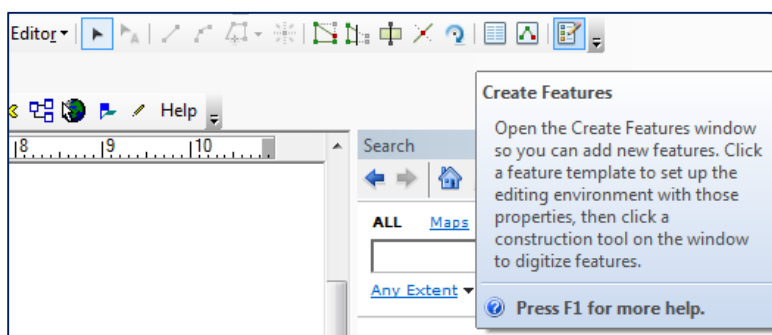 Editor
Create Features
Open the Create Features window
so you can add new features. Click
a feature template to set up the
editing environment with those
properties, then click a
construction tool on the window
to digitize features.
Press F1 for more help.
Help
8 9 10
Search
ALL Maps
Any Extent